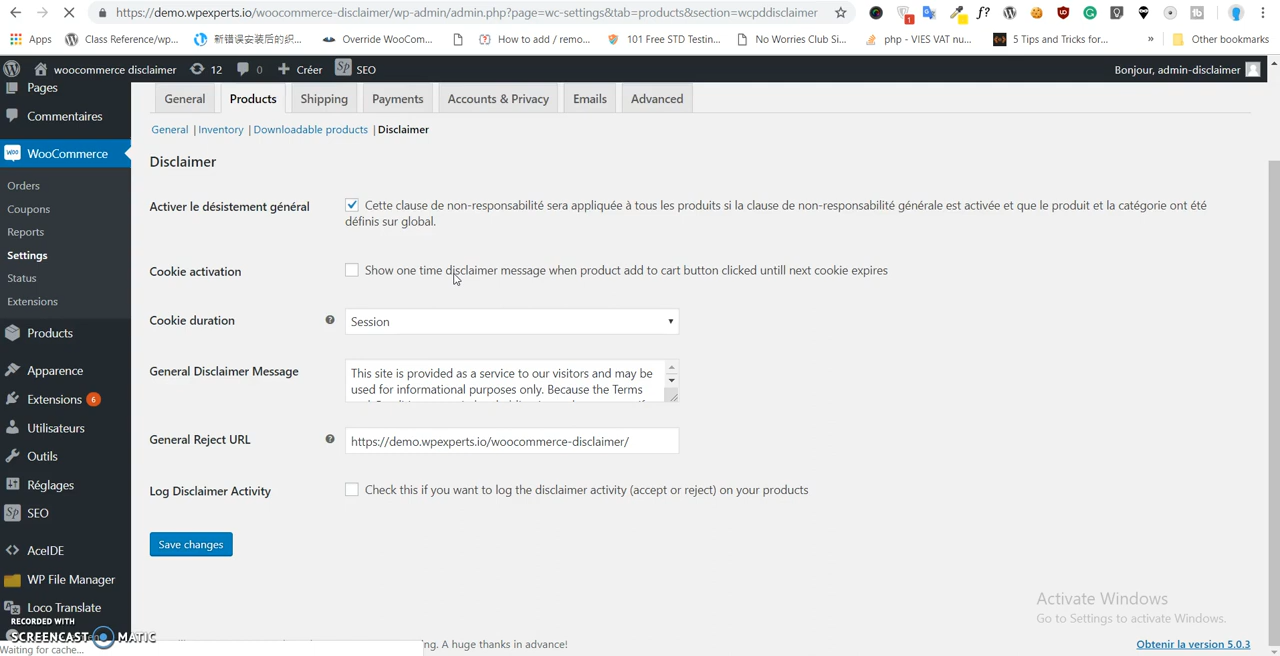 https://demo.wpexperts.io/woocommerce-disclaimer/wp-admin/admin.php?page=wc-settings&tab=products&section=wcpddisclaimer
Apps Class Reference/wp... 新错误安装后的织... Override WooCom... How to add / remo... 101 Free STD Testin... No Worries Club Si... php - VIES VAT nu... 5 Tips and Tricks for... » Other bookmarks
woocommerce disclaimer 12 0 + Créer SEO Bonjour, admin-disclaimer
Pages
Commentaires
WooCommerce
Orders
Coupons
Reports
Settings
Status
Extensions
Products
Apparence
Extensions 6
Utilisateurs
Outils
Réglages
SEO
AceIDE
WP File Manager
Loco Translate
General
Products
Shipping
Payments
Accounts & Privacy
Emails
Advanced
General | Inventory | Downloadable products | Disclaimer
Disclaimer
Activer le désistement général
Cette clause de non-responsabilité sera appliquée à tous les produits si la clause de non-responsabilité générale est activée et que le produit et la catégorie ont été
définis sur global.
Cookie activation
Show one time disclaimer message when product add to cart button clicked untill next cookie expires
Cookie duration
Session
General Disclaimer Message
This site is provided as a service to our visitors and may be
used for informational purposes only. Because the Terms
General Reject URL
https://demo.wpexperts.io/woocommerce-disclaimer/
Log Disclaimer Activity
Check this if you want to log the disclaimer activity (accept or reject) on your products
Save changes
Activate Windows
Go to Settings to activate Windows.
RECORDED WITH
SCREENCAST MATIC
Waiting for cache...
ng. A huge thanks in advance!
Obtenir la version 5.0.3